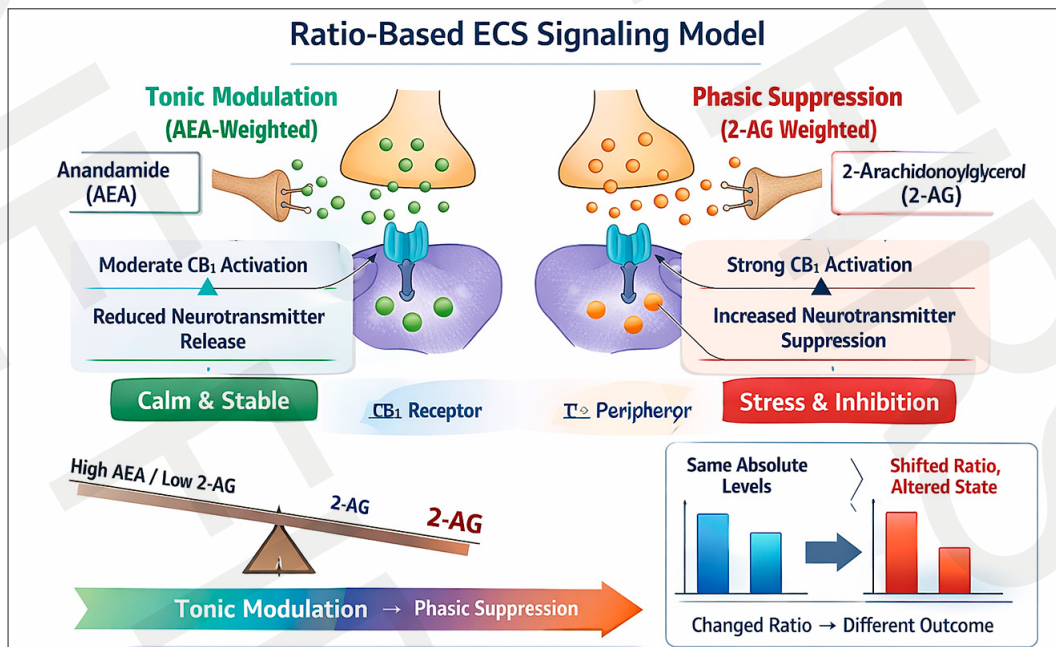 Ratio-Based ECS Signaling Model
Tonic Modulation
(AEA-Weighted)
Phasic Suppression
(2-AG Weighted)
Anandamide
(AEA)
2-Arachidonoylglycerol
(2-AG)
Moderate CB₁ Activation
Reduced Neurotransmitter
Release
Strong CB₁ Activation
Increased Neurotransmitter
Suppression
Calm & Stable
CB₁ Receptor
Peripheror
Stress & Inhibition
High AEA / Low 2-AG
2-AG
2-AG
Tonic Modulation → Phasic Suppression
Same Absolute
Levels
Shifted Ratio,
Altered State
Changed Ratio → Different Outcome